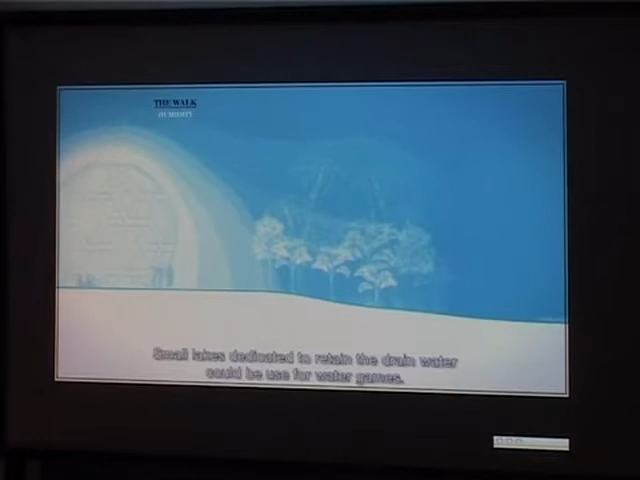 THE WALK
HUMIDITY
Small lakes dedicated to retain the drain water
could be use for water games.